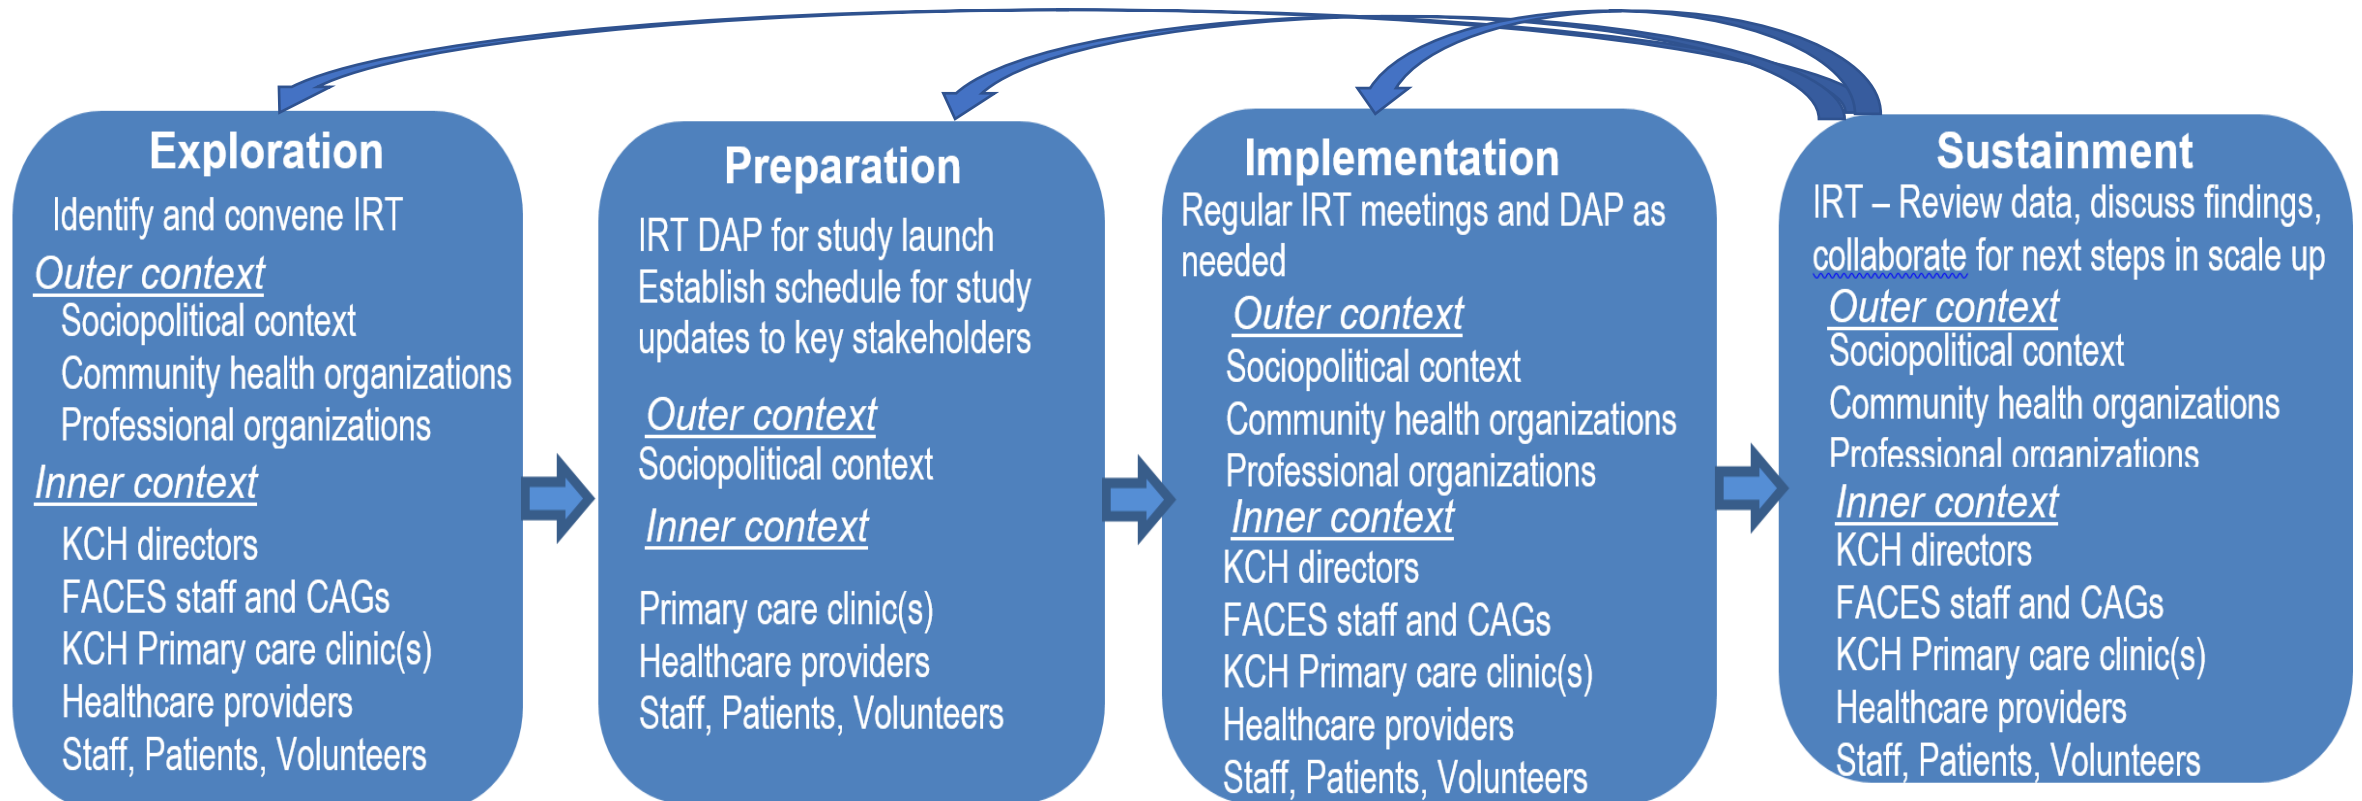 Exploration
Identify and convene IRT
Outer context
Sociopolitical context
Community health organizations
Professional organizations
Inner context
KCH directors
FACES staff and CAGs
KCH Primary care clinic(s)
Healthcare providers
Staff, Patients, Volunteers
Preparation
IRT DAP for study launch
Establish schedule for study
updates to key stakeholders
Outer context
Sociopolitical context
Inner context
Primary care clinic(s)
Healthcare providers
Staff, Patients, Volunteers
Implementation
Regular IRT meetings and DAP as
needed
Outer context
Sociopolitical context
Community health organizations
Professional organizations
Inner context
KCH directors
FACES staff and CAGs
KCH Primary care clinic(s)
Healthcare providers
Staff, Patients, Volunteers
Sustainment
IRT – Review data, discuss findings,
collaborate for next steps in scale up
Outer context
Sociopolitical context
Community health organizations
Professional organizations
Inner context
KCH directors
FACES staff and CAGs
KCH Primary care clinic(s)
Healthcare providers
Staff, Patients, Volunteers